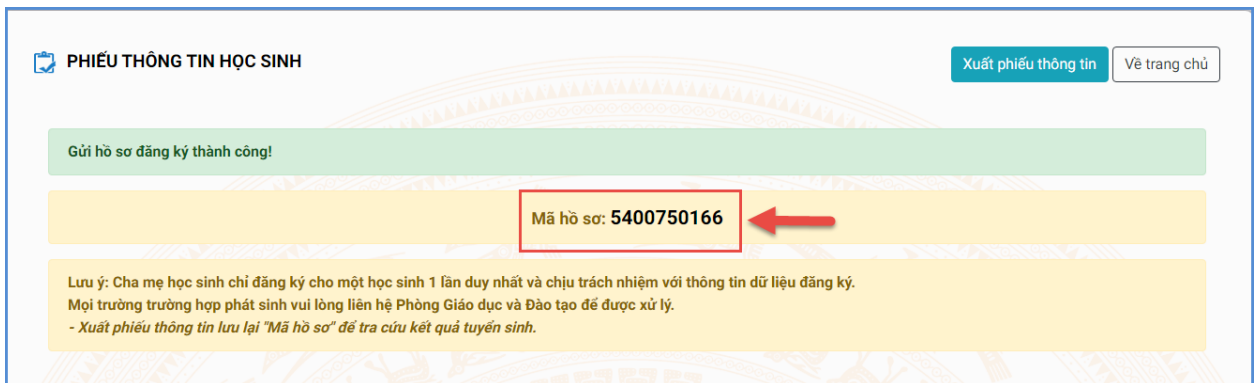 PHIẾU THÔNG TIN HỌC SINH
Xuất phiếu thông tin
Về trang chủ
Gửi hồ sơ đăng ký thành công!
Mã hồ sơ: 5400750166
Lưu ý: Cha mẹ học sinh chỉ đăng ký cho một học sinh 1 lần duy nhất và chịu trách nhiệm với thông tin dữ liệu đăng ký.
Mọi trường trường hợp phát sinh vui lòng liên hệ Phòng Giáo dục và Đào tạo để được xử lý.
- Xuất phiếu thông tin lưu lại "Mã hồ sơ" để tra cứu kết quả tuyển sinh.